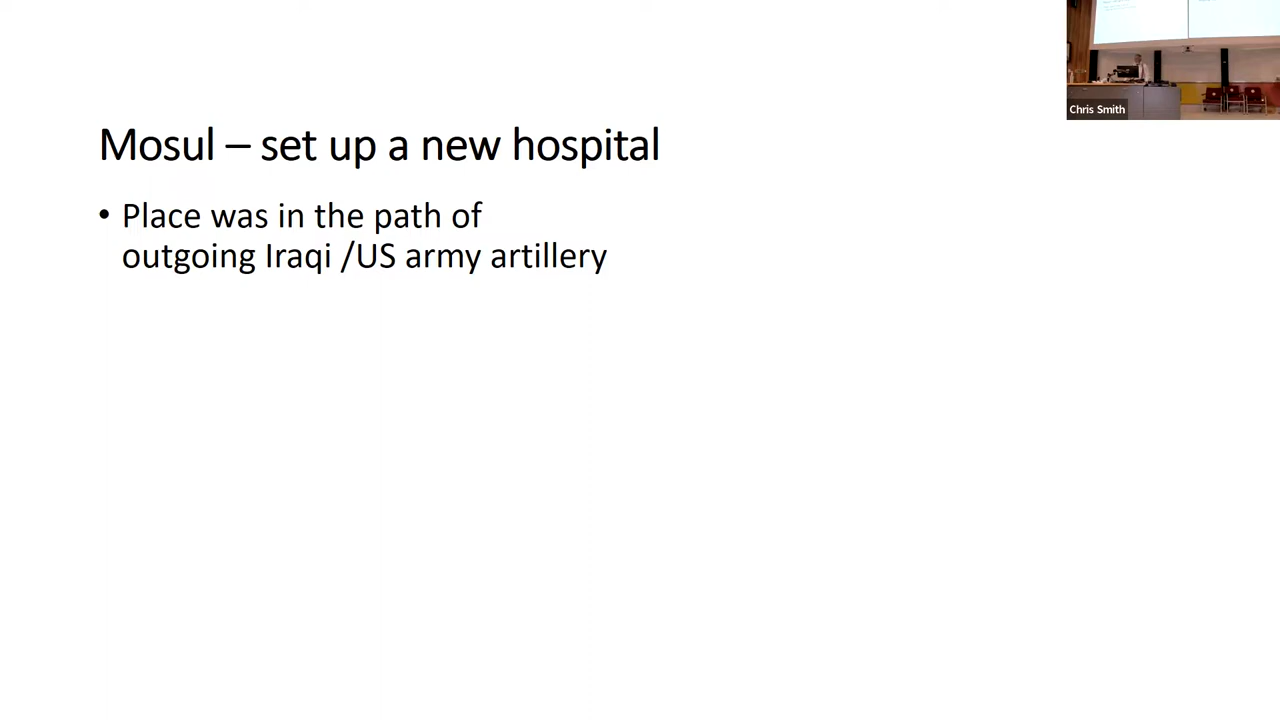 Mosul – set up a new hospital
• Place was in the path of
outgoing Iraqi /US army artillery
Chris Smith